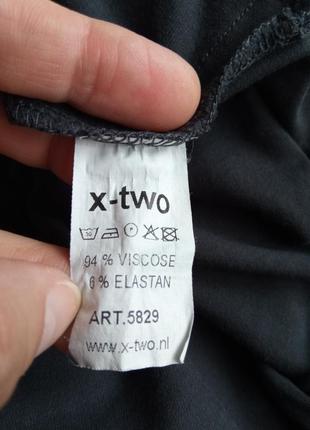 x-two
94 % VISCOSE
6 % ELASTAN
ART.5829
www.x-two.nl